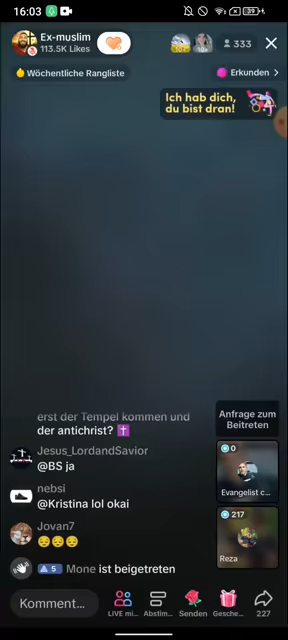 16:03
39
Ex-muslim
113.5K Likes
333
Wöchentliche Rangliste
Erkunden
Ich hab dich,
du bist dran!
erst der Tempel kommen und
der antichrist?
Anfrage zum
Beitreten
Jesus_LordandSavior
@BS ja
0
Evangelist c...
nebsi
@Kristina lol okai
217
Reza
Jovan7
5 Mone ist beigetreten
Komment...
LIVE mi...
Abstim...
Senden
Gesche...
227